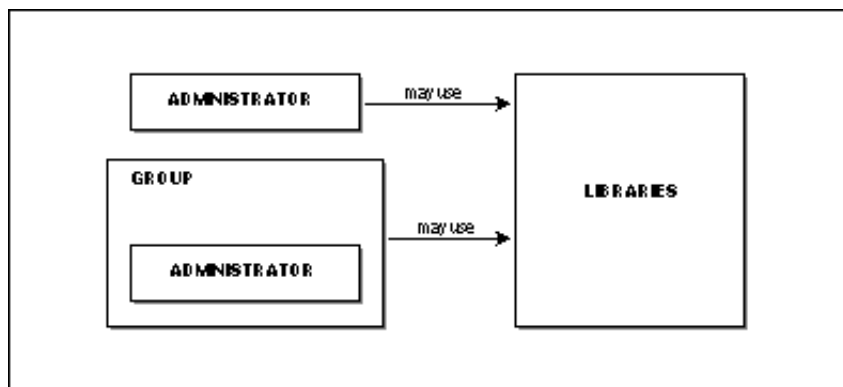 ADMINISTRATOR
may use
GROUP
LIBRARIES
may use
ADMINISTRATOR